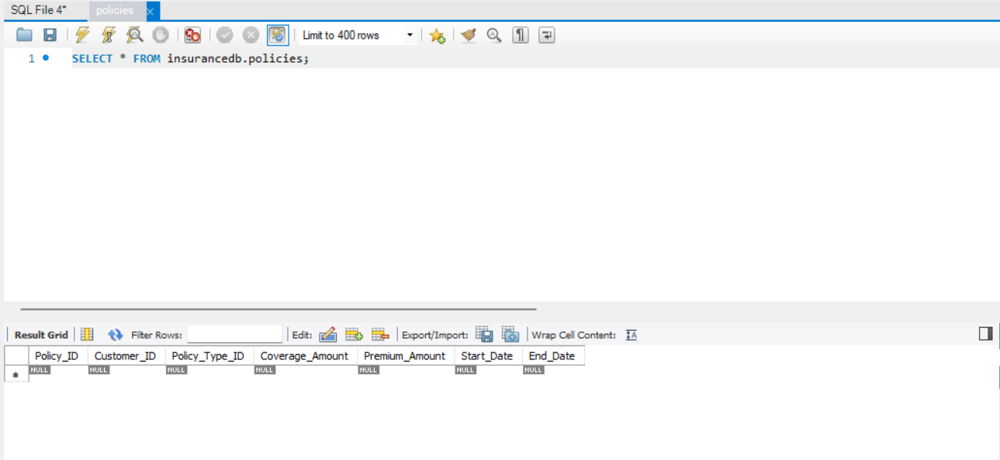 SQL File 4* policies
Limit to 400 rows
1 SELECT * FROM insurancedb.policies;
Result Grid Filter Rows: Edit: Export/Import: Wrap Cell Content: IA
Policy_ID Customer_ID Policy_Type_ID Coverage_Amount Premium_Amount Start_Date End_Date
* NULL NULL NULL NULL NULL NULL NULL